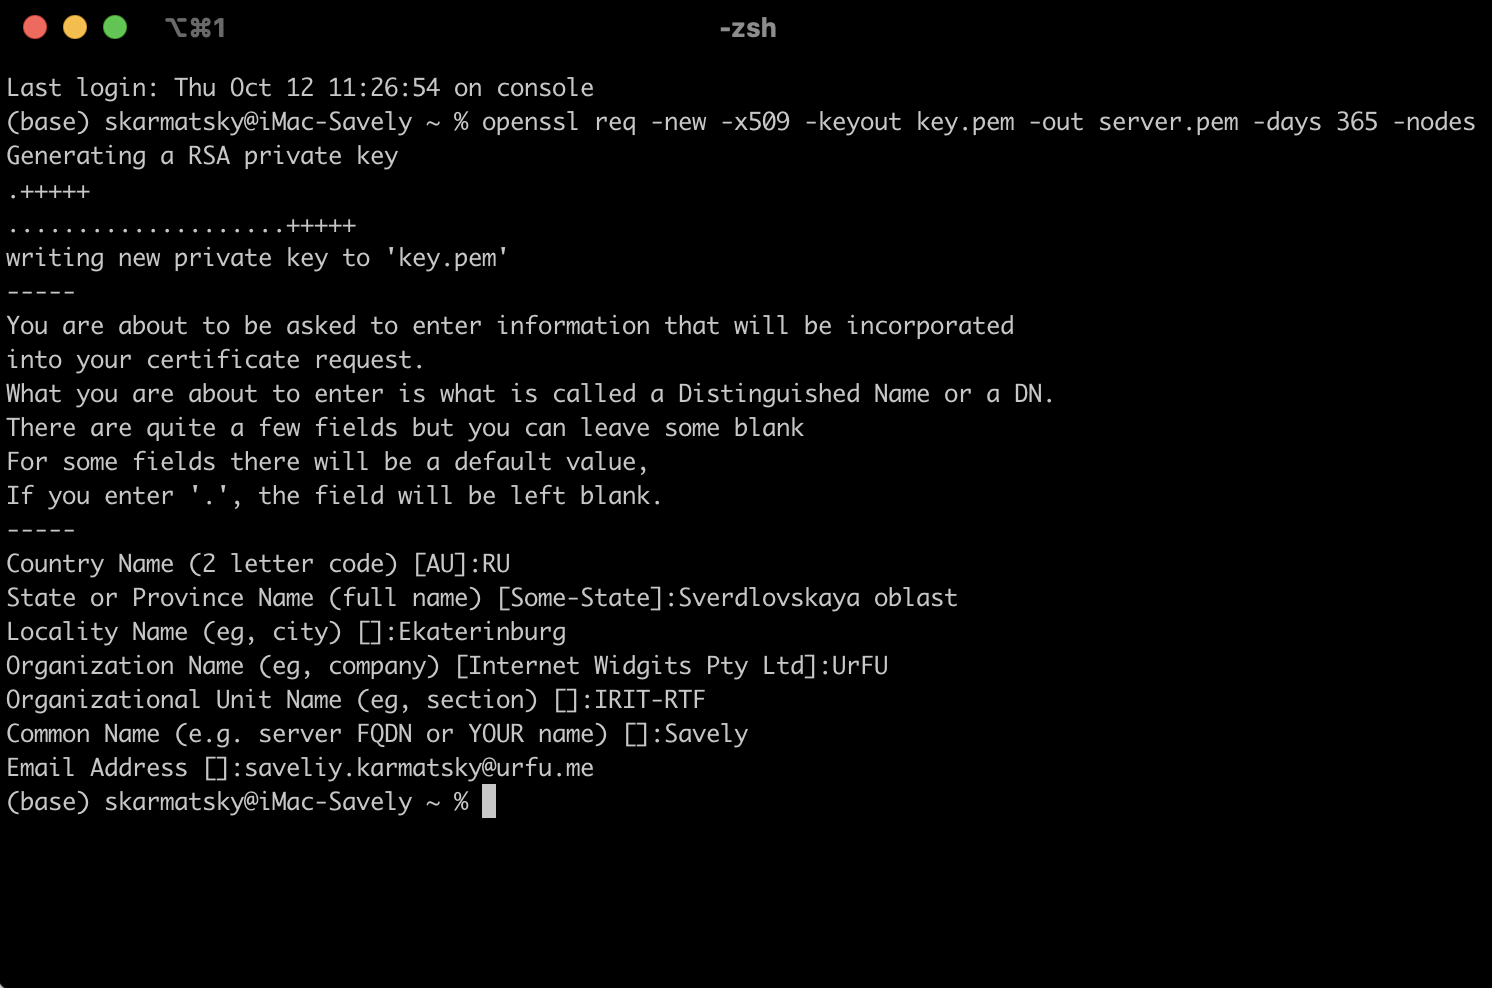 ⌥⌘1
-zsh
Last login: Thu Oct 12 11:26:54 on console
(base) skarmatsky@iMac-Savely ~ % openssl req -new -x509 -keyout key.pem -out server.pem -days 365 -nodes
Generating a RSA private key
.+++++
....................+++++
writing new private key to 'key.pem'
-----
You are about to be asked to enter information that will be incorporated
into your certificate request.
What you are about to enter is what is called a Distinguished Name or a DN.
There are quite a few fields but you can leave some blank
For some fields there will be a default value,
If you enter '.', the field will be left blank.
-----
Country Name (2 letter code) [AU]:RU
State or Province Name (full name) [Some-State]:Sverdlovskaya oblast
Locality Name (eg, city) []:Ekaterinburg
Organization Name (eg, company) [Internet Widgits Pty Ltd]:UrFU
Organizational Unit Name (eg, section) []:IRIT-RTF
Common Name (e.g. server FQDN or YOUR name) []:Savely
Email Address []:saveliy.karmatsky@urfu.me
(base) skarmatsky@iMac-Savely ~ %